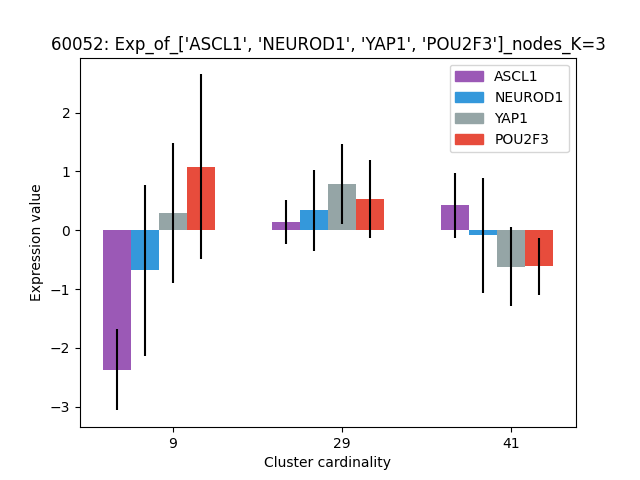 60052: Exp_of_['ASCL1', 'NEUROD1', 'YAP1', 'POU2F3']_nodes_K=3
ASCL1
NEUROD1
YAP1
POU2F3
2
1
0
−1
−2
−3
Expression value
9
29
41
Cluster cardinality